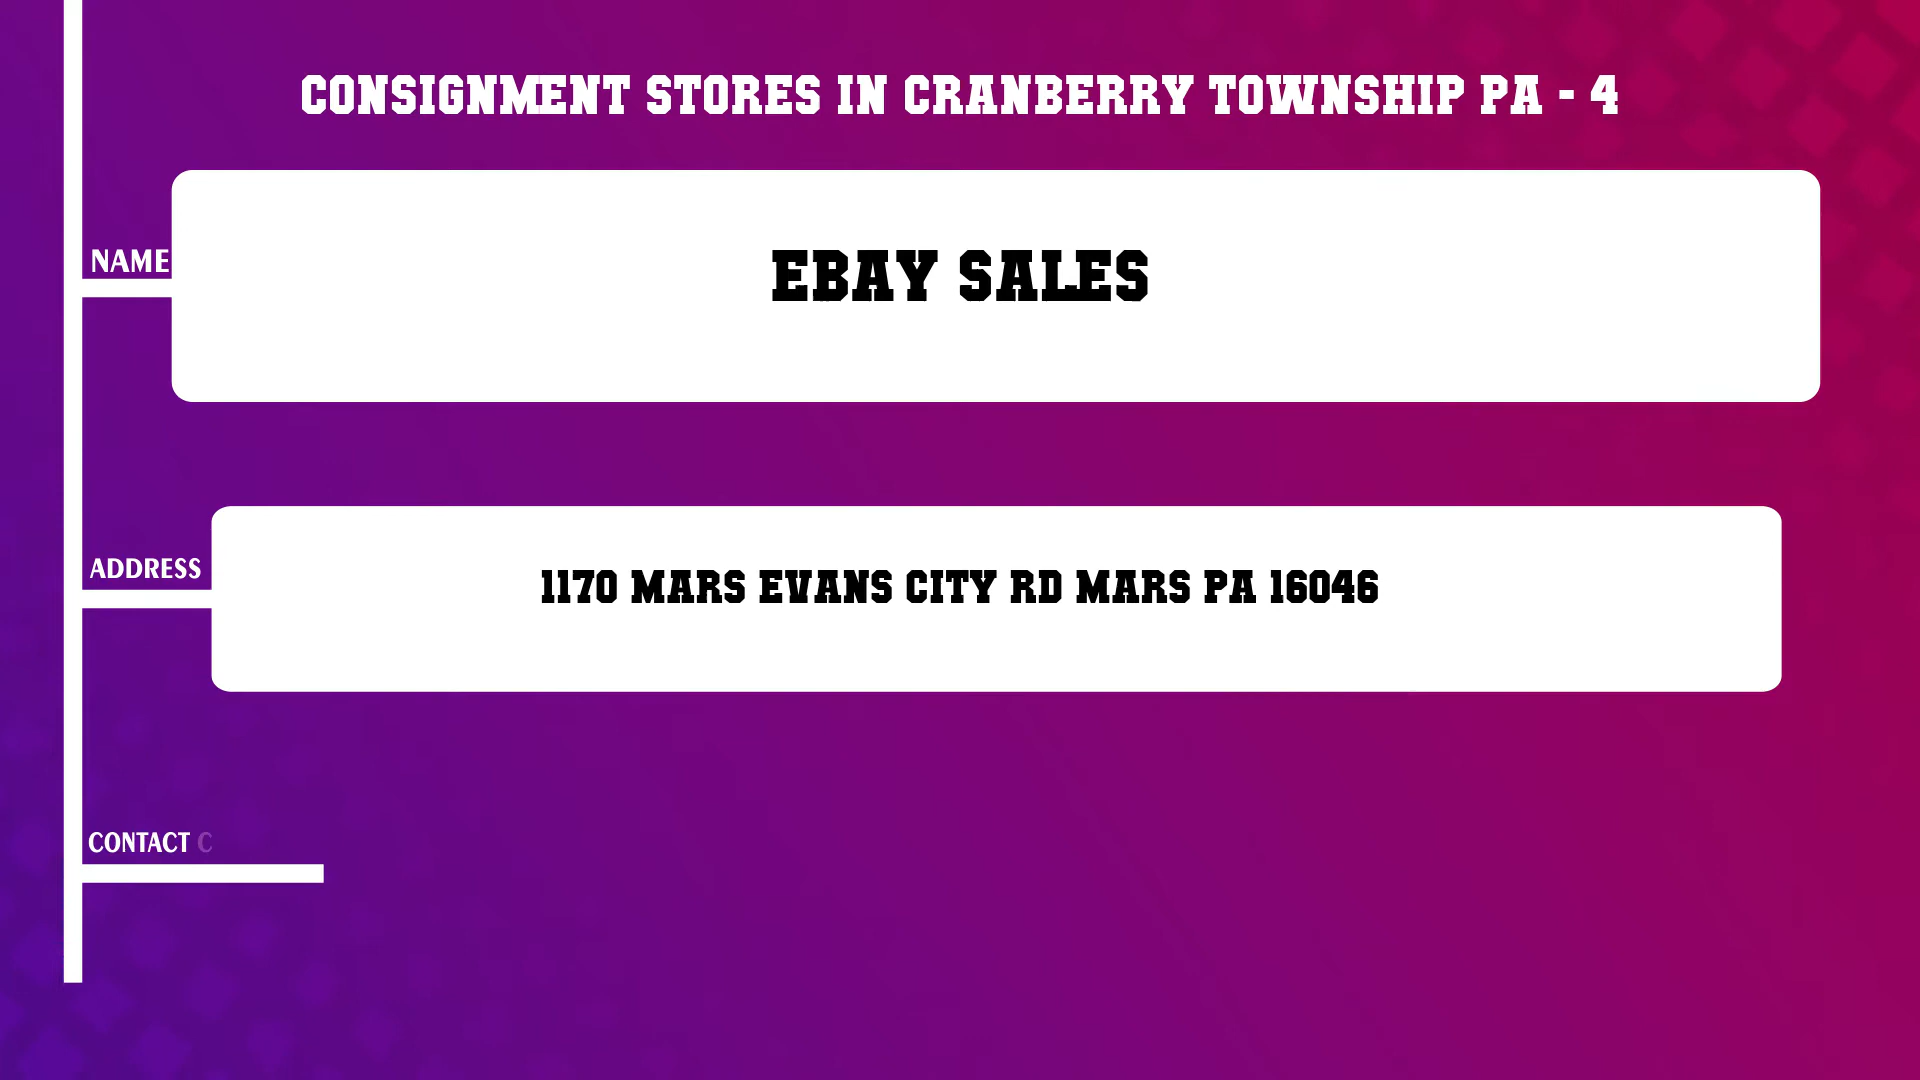 CONSIGNMENT STORES IN CRANBERRY TOWNSHIP PA - 4
NAME
EBAY SALES
ADDRESS
1170 MARS EVANS CITY RD MARS PA 16046
CONTACT C